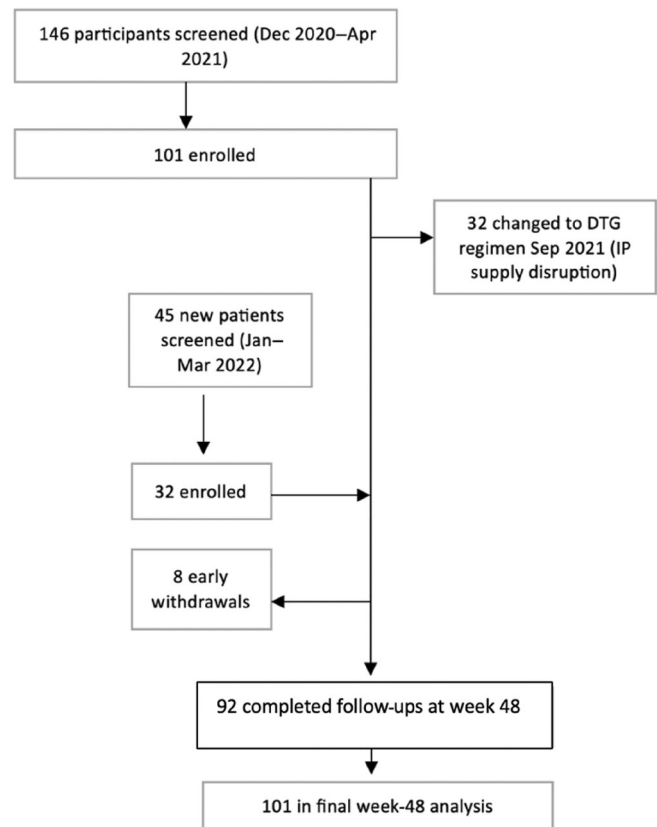 146 participants screened (Dec 2020–Apr
2021)
101 enrolled
32 changed to DTG
regimen Sep 2021 (IP
supply disruption)
45 new patients
screened (Jan–
Mar 2022)
32 enrolled
8 early
withdrawals
92 completed follow-ups at week 48
101 in final week-48 analysis